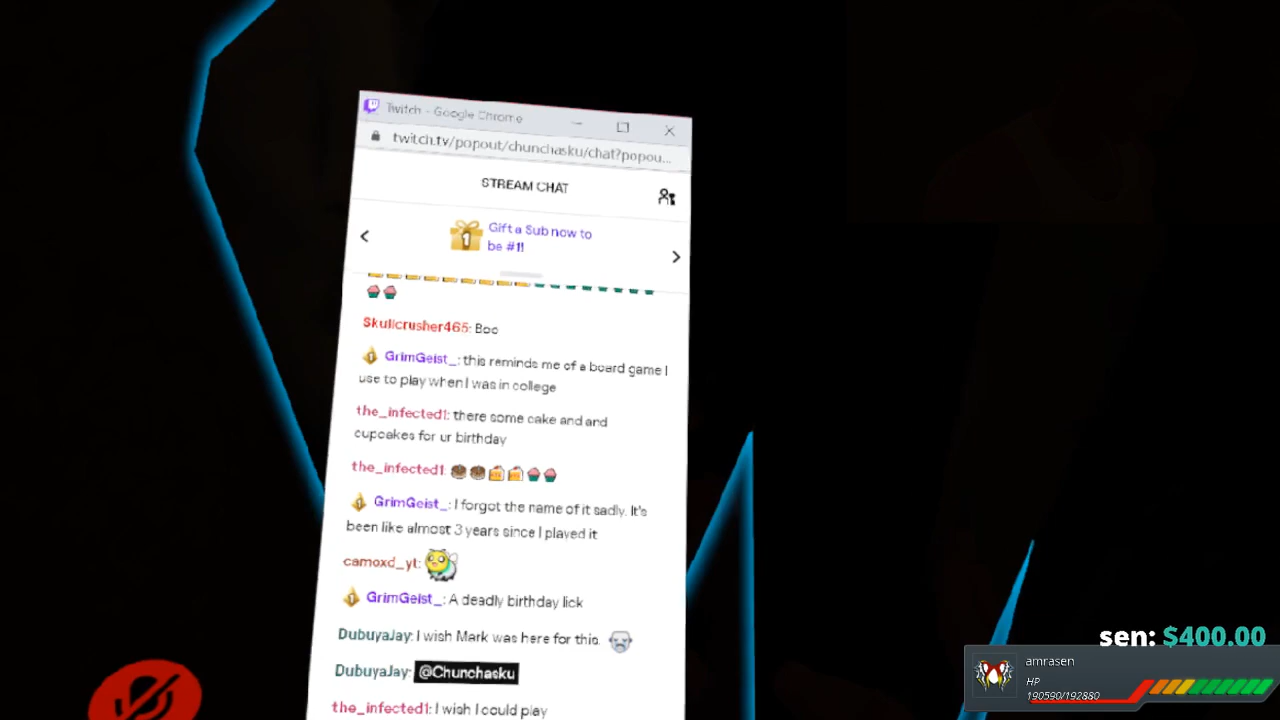 Twitch - Google Chrome
twitch.tv/popout/chunchasku/chat?popou...
STREAM CHAT
1
Gift a Sub now to
be #1!
Skullcrusher465: Boo
1 GrimGeist_: this reminds me of a board game I
use to play when I was in college
the_infected1: there some cake and and
cupcakes for ur birthday
the_infected1:
1 GrimGeist_: I forgot the name of it sadly. It's
been like almost 3 years since I played it
camoxd_yt:
1 GrimGeist_: A deadly birthday lick
DubuyaJay: I wish Mark was here for this.
DubuyaJay: @Chunchasku
the_infected1: I wish I could play
sen: $400.00
amrasen
HP
190590/192880